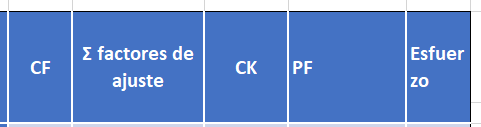 CF
Σ factores de
ajuste
CK
PF
Esfuer
zo